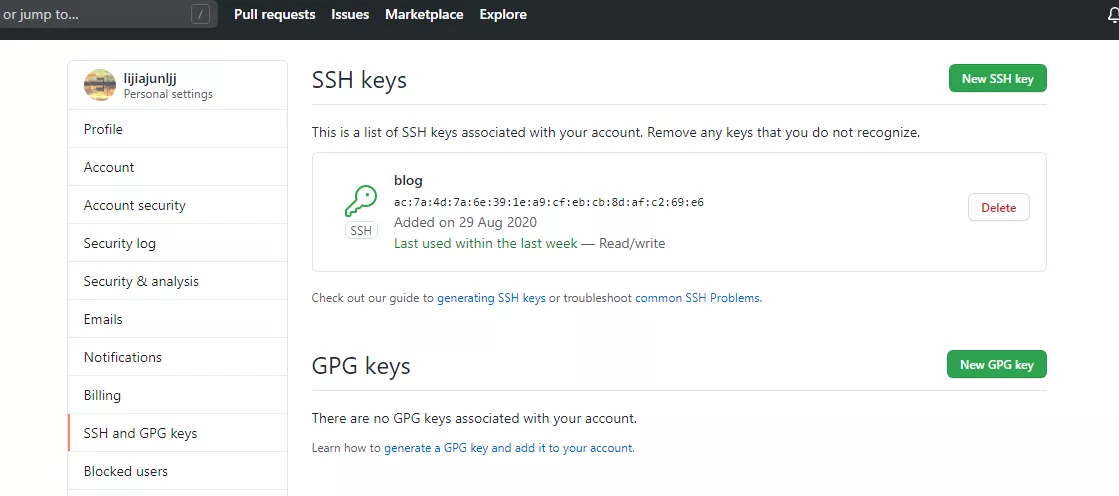 or jump to... / Pull requests Issues Marketplace Explore
lijiajunljj
Personal settings
Profile
Account
Account security
Security log
Security & analysis
Emails
Notifications
Billing
SSH and GPG keys
Blocked users
SSH keys
New SSH key
This is a list of SSH keys associated with your account. Remove any keys that you do not recognize.
blog
ac:7a:4d:7a:6e:39:1e:a9:cf:eb:cb:8d:af:c2:69:e6
SSH
Added on 29 Aug 2020
Last used within the last week — Read/write
Delete
Check out our guide to generating SSH keys or troubleshoot common SSH Problems.
GPG keys
New GPG key
There are no GPG keys associated with your account.
Learn how to generate a GPG key and add it to your account.